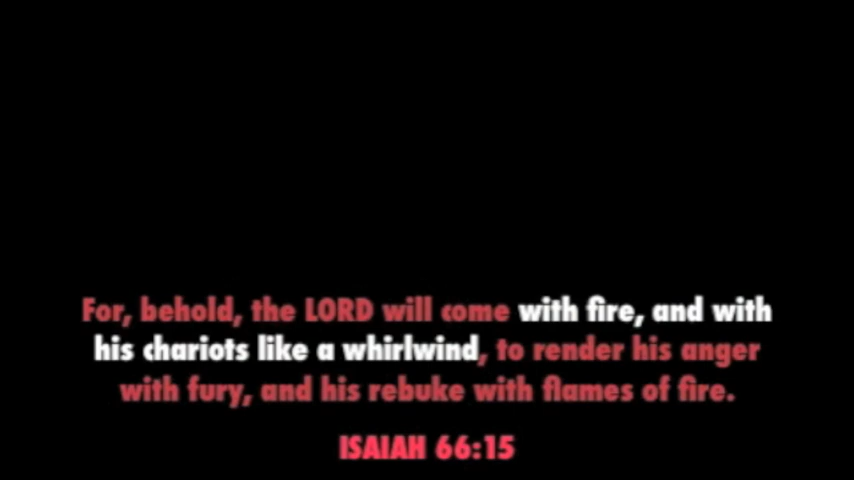 For, behold, the LORD will come with fire, and with
his chariots like a whirlwind, to render his anger
with fury, and his rebuke with flames of fire.
ISAIAH 66:15